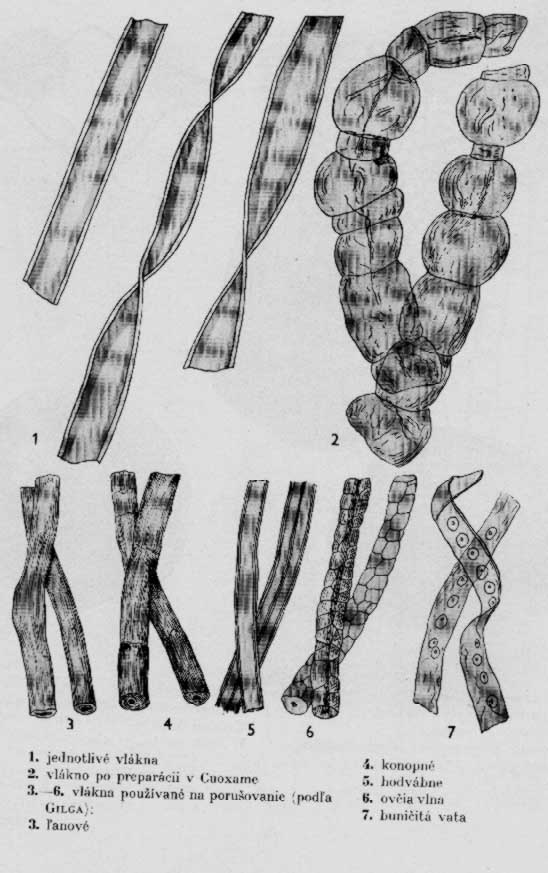 1
2
3
4
5
6
7
1. jednotlivé vlákna
2. vlákno po preparácii v Cuoxame
3.—6. vlákna používané na porušovanie (podľa
GILGA):
3. ľanové
4. konopné
5. hodvábne
6. ovčia vlna
7. buničitá vata